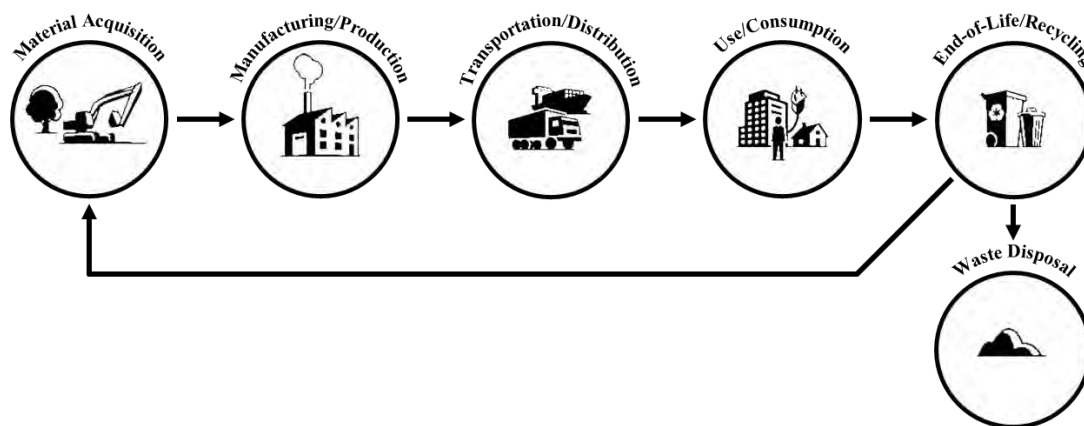 Material Acquisition
Manufacturing/Production
Transportation/Distribution
Use/Consumption
End-of-Life/Recycling
Waste Disposal